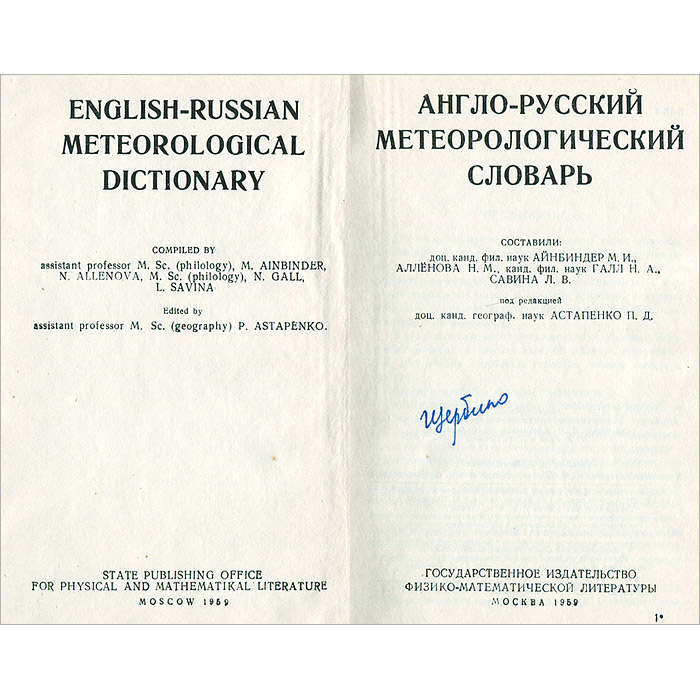 ENGLISH-RUSSIAN
METEOROLOGICAL
DICTIONARY
COMPILED BY
assistant professor M. Sc. (philology), M. AINBINDER,
N. ALLENOVA, M. Sc. (philology), N. GALL,
L. SAVINA
Edited by
assistant professor M. Sc. (geography) P. ASTAPENKO.
STATE PUBLISHING OFFICE
FOR PHYSICAL AND MATHEMATIKAL LITERATURE
MOSCOW 1959
АНГЛО-РУССКИЙ
МЕТЕОРОЛОГИЧЕСКИЙ
СЛОВАРЬ
СОСТАВИЛИ:
доц. канд. фил. наук АЙНБИНДЕР М. И.,
АЛЛЁНОВА Н. М., канд. фил. наук ГАЛЛ Н. А.,
САВИНА Л. В.
под редакцией
доц. канд. географ. наук АСТАПЕНКО П. Д.
Щербина
ГОСУДАРСТВЕННОЕ ИЗДАТЕЛЬСТВО
ФИЗИКО-МАТЕМАТИЧЕСКОЙ ЛИТЕРАТУРЫ
МОСКВА 1959
1*